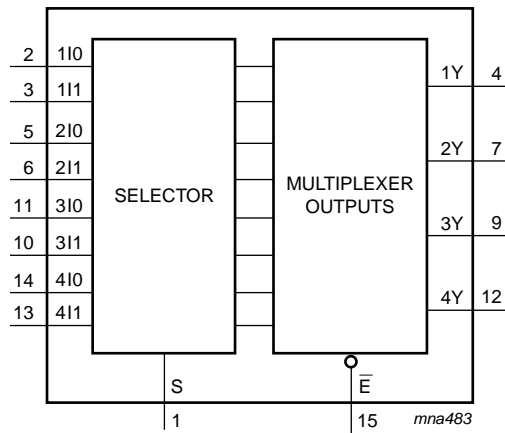 2 1I0
3 1I1
5 2I0
6 2I1
11 3I0
10 3I1
14 4I0
13 4I1
SELECTOR
MULTIPLEXER
OUTPUTS
1Y 4
2Y 7
3Y 9
4Y 12
S
1
E̅
15
mna483